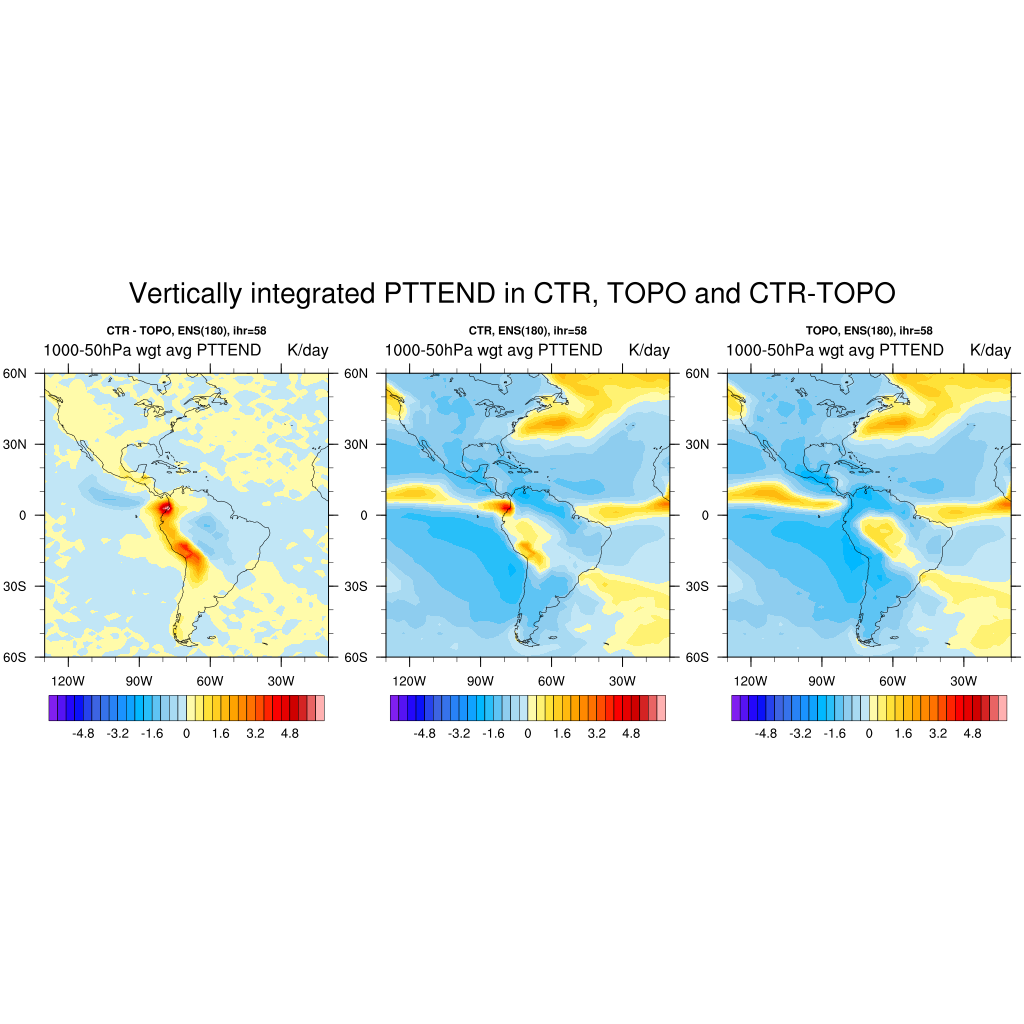 Vertically integrated PTTEND in CTR, TOPO and CTR-TOPO
CTR - TOPO, ENS(180), ihr=58
1000-50hPa wgt avg PTTEND K/day
60N
30N
0
30S
60S
120W 90W 60W 30W
-4.8 -3.2 -1.6 0 1.6 3.2 4.8
CTR, ENS(180), ihr=58
1000-50hPa wgt avg PTTEND K/day
60N
30N
0
30S
60S
120W 90W 60W 30W
-4.8 -3.2 -1.6 0 1.6 3.2 4.8
TOPO, ENS(180), ihr=58
1000-50hPa wgt avg PTTEND K/day
60N
30N
0
30S
60S
120W 90W 60W 30W
-4.8 -3.2 -1.6 0 1.6 3.2 4.8